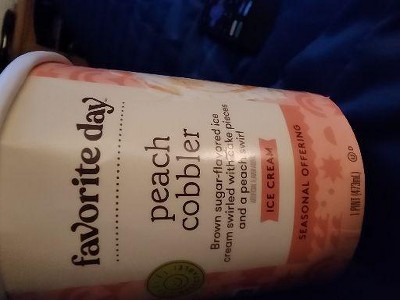 favorite day
peach
cobbler
Brown sugar-flavored ice
cream swirled with cake pieces
and a peach swirl
ICE CREAM
SEASONAL OFFERING
1 PINT (473mL)